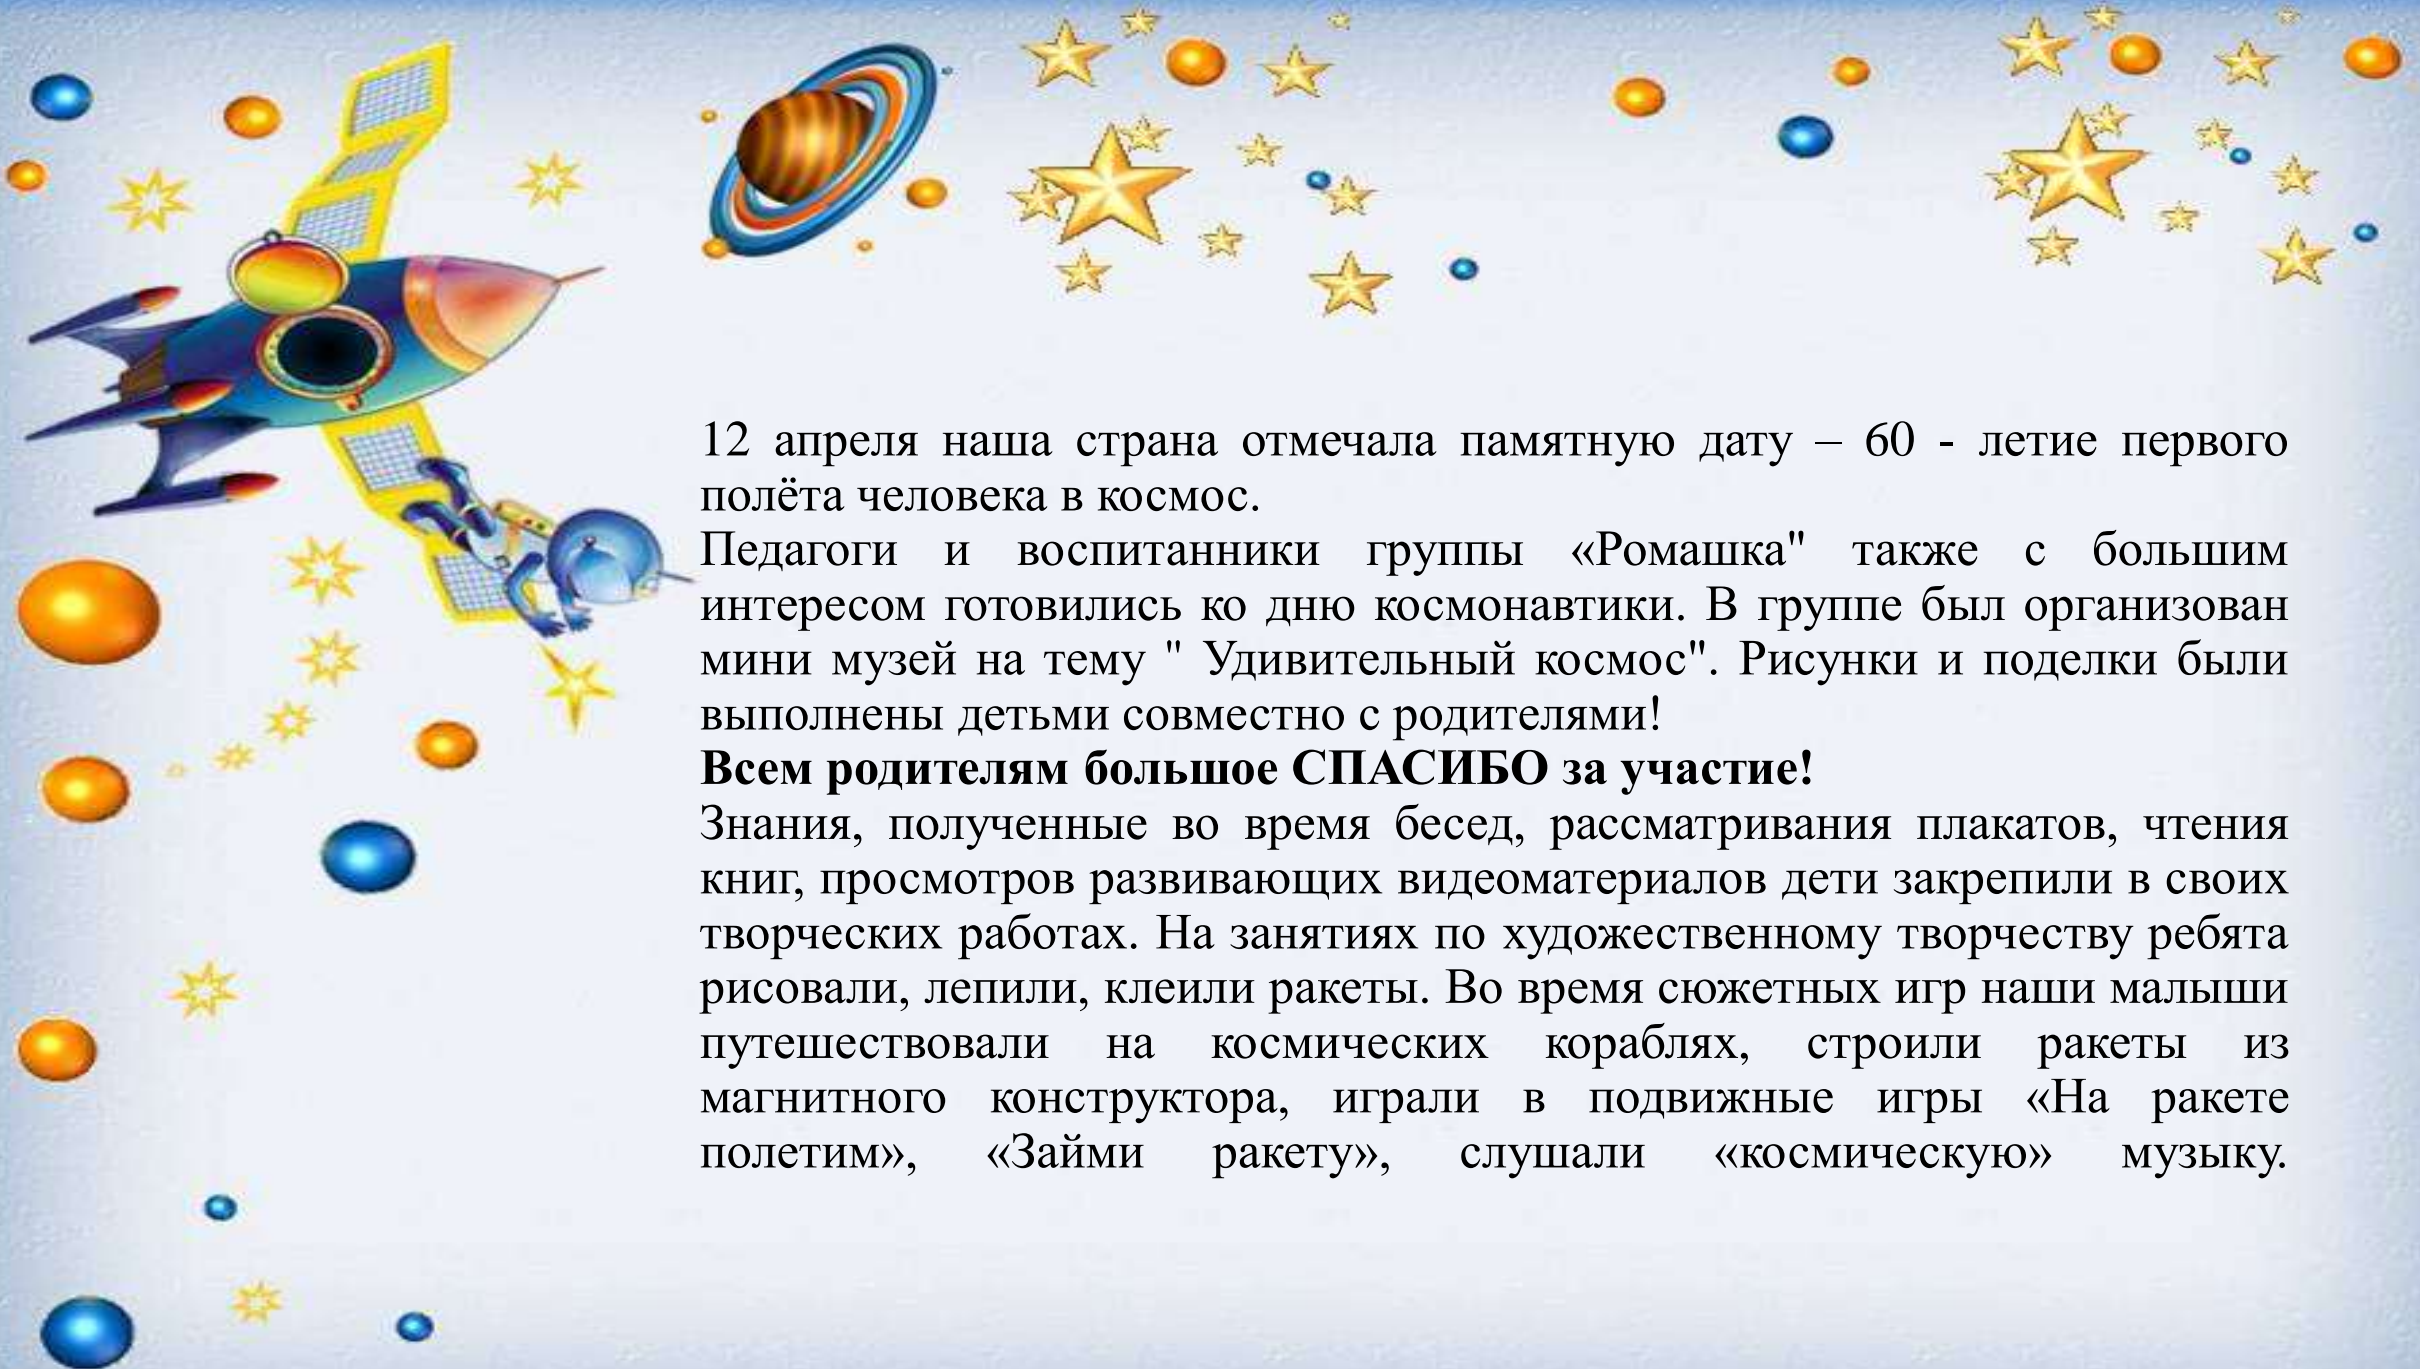 12 апреля наша страна отмечала памятную дату – 60 - летие первого
полёта человека в космос.
Педагоги и воспитанники группы «Ромашка" также с большим
интересом готовились ко дню космонавтики. В группе был организован
мини музей на тему " Удивительный космос". Рисунки и поделки были
выполнены детьми совместно с родителями!
Всем родителям большое СПАСИБО за участие!
Знания, полученные во время бесед, рассматривания плакатов, чтения
книг, просмотров развивающих видеоматериалов дети закрепили в своих
творческих работах. На занятиях по художественному творчеству ребята
рисовали, лепили, клеили ракеты. Во время сюжетных игр наши малыши
путешествовали на космических кораблях, строили ракеты из
магнитного конструктора, играли в подвижные игры «На ракете
полетим», «Займи ракету», слушали «космическую» музыку.